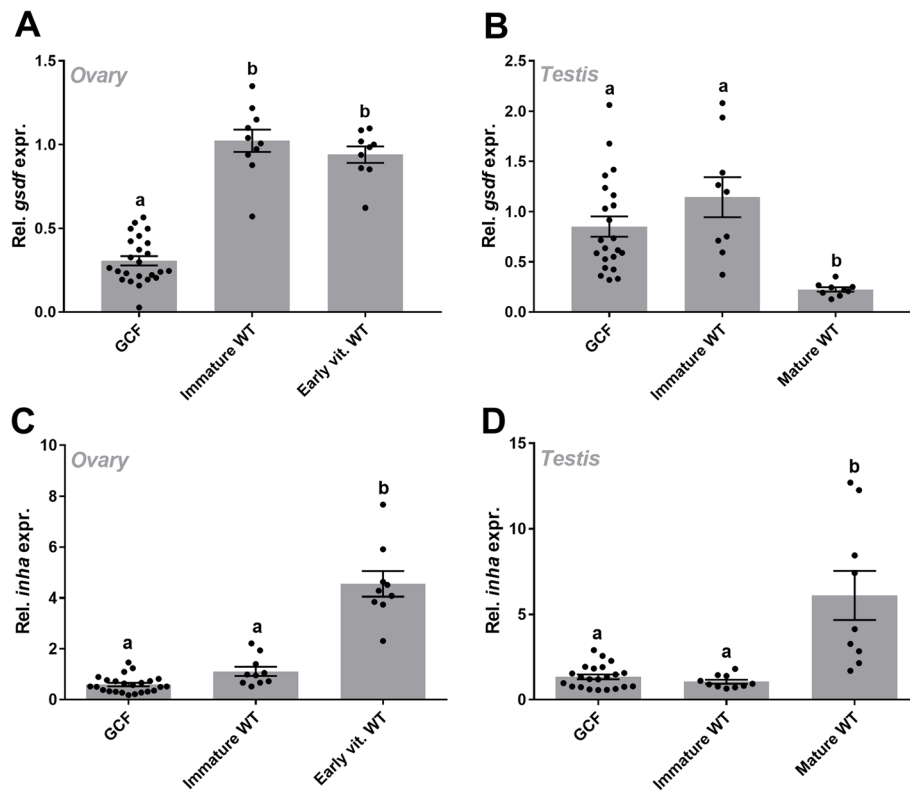 A
Ovary
Rel. gsdf expr.
1.5
1.0
0.5
0.0
a
b
b
GCF
Immature WT
Early vit. WT
B
Testis
Rel. gsdf expr.
2.5
2.0
1.5
1.0
0.5
0.0
a
a
b
GCF
Immature WT
Mature WT
C
Ovary
Rel. inha expr.
10
8
6
4
2
0
a
a
b
GCF
Immature WT
Early vit. WT
D
Testis
Rel. inha expr.
15
10
5
0
a
a
b
GCF
Immature WT
Mature WT